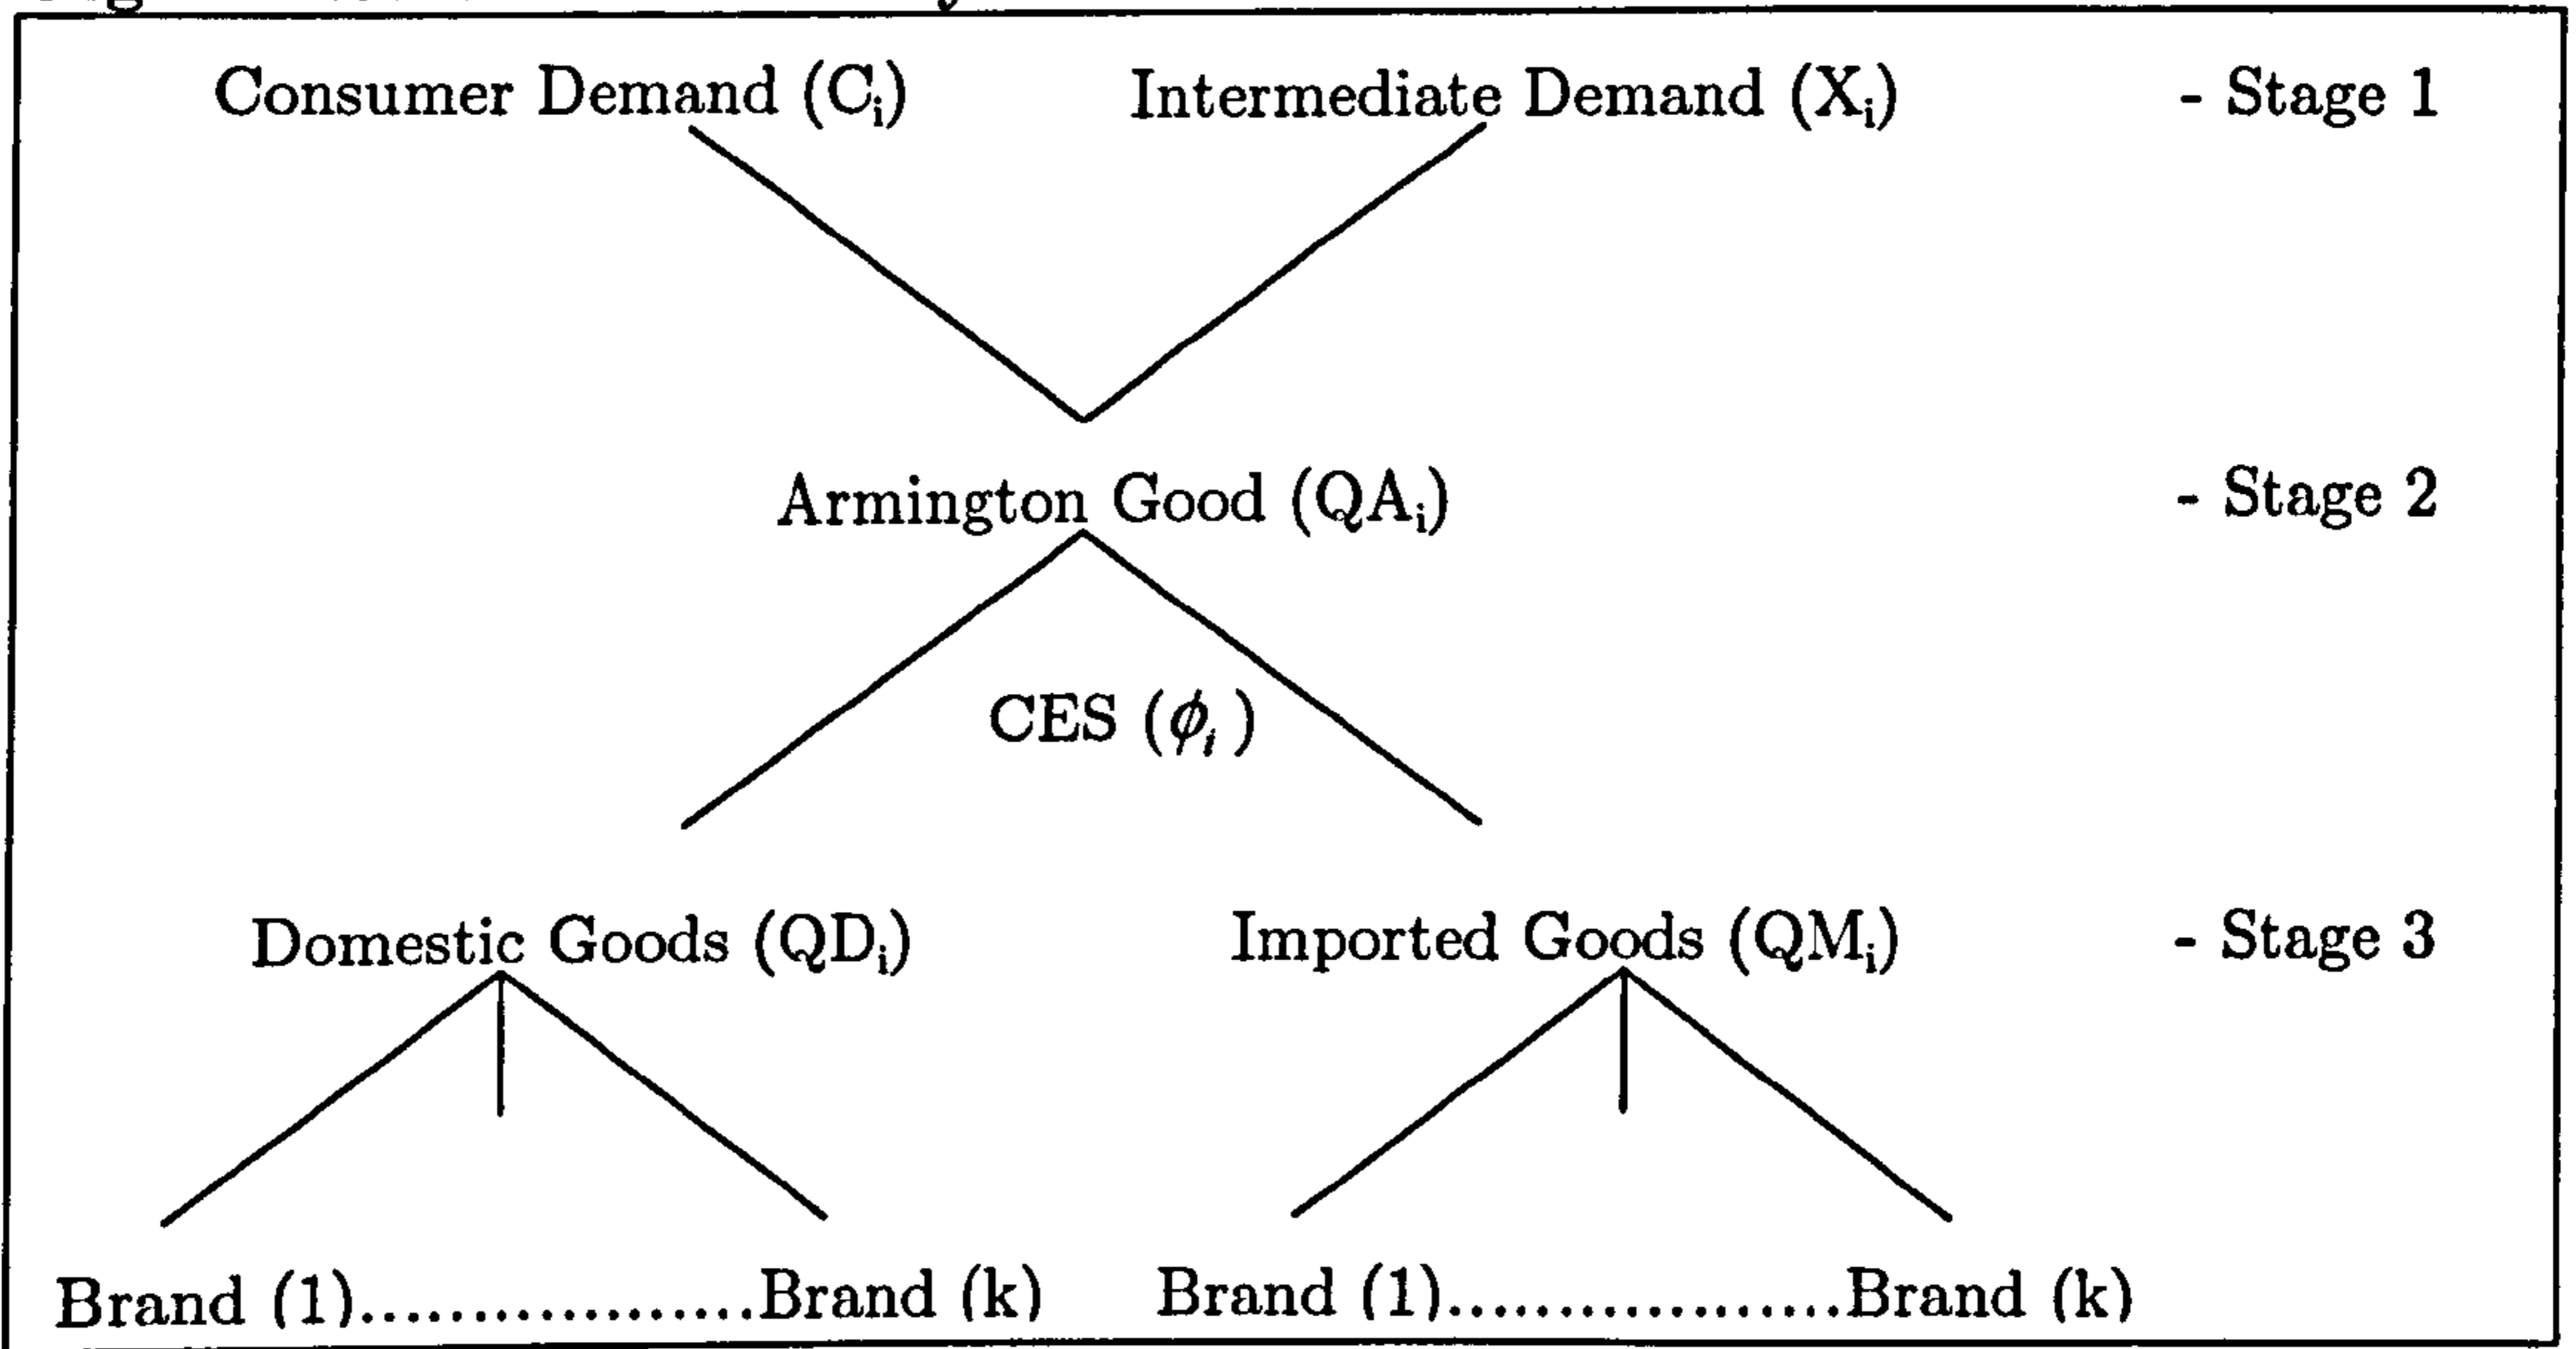 Consumer Demand (Cᵢ) Intermediate Demand (Xᵢ) - Stage 1
Armington Good (QAᵢ) - Stage 2
CES (ϕᵢ)
Domestic Goods (QDᵢ) Imported Goods (QMᵢ) - Stage 3
Brand (1)..................Brand (k) Brand (1)..................Brand (k)